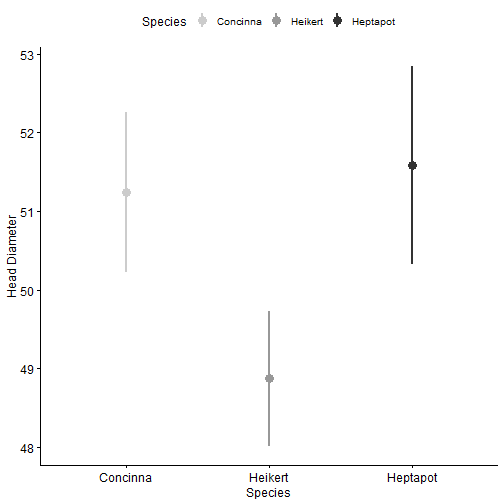 Species Concinna Heikert Heptapot
53
52
51
50
49
48
Head Diameter
Concinna Heikert Heptapot
Species